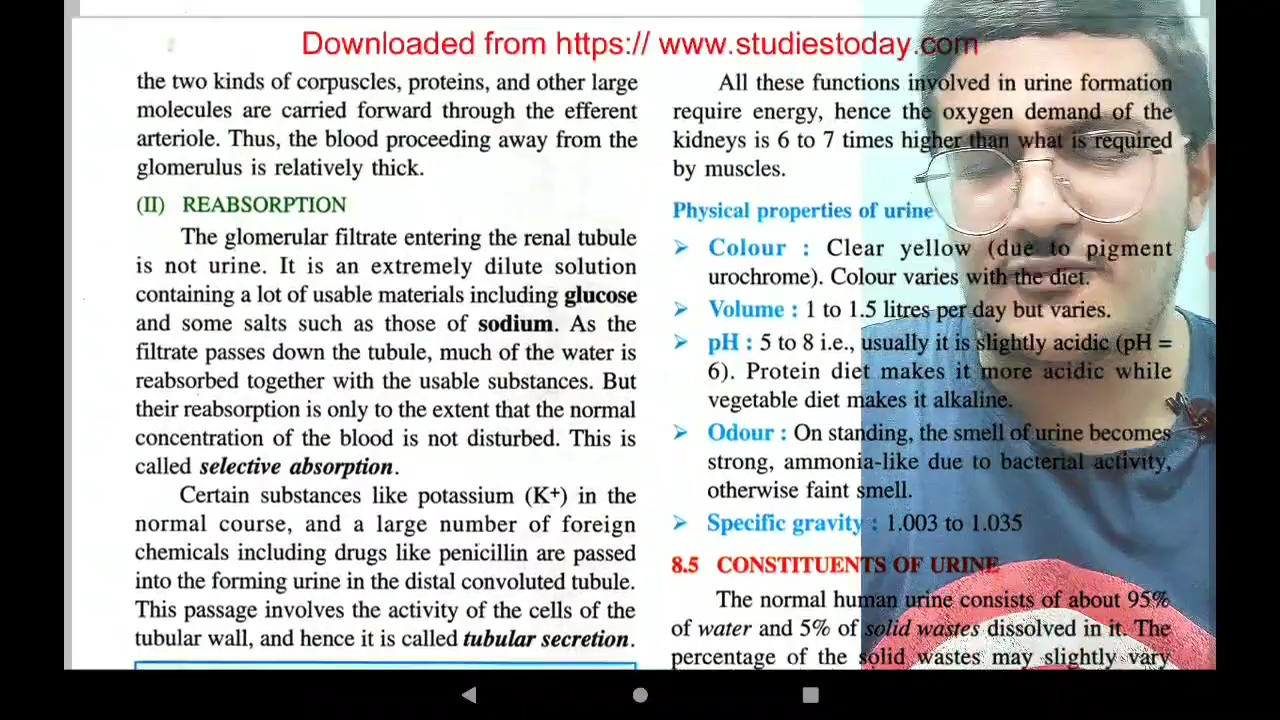 Downloaded from https:// www.studiestoday.com
the two kinds of corpuscles, proteins, and other large
molecules are carried forward through the efferent
arteriole. Thus, the blood proceeding away from the
glomerulus is relatively thick.
(II) REABSORPTION
The glomerular filtrate entering the renal tubule
is not urine. It is an extremely dilute solution
containing a lot of usable materials including glucose
and some salts such as those of sodium. As the
filtrate passes down the tubule, much of the water is
reabsorbed together with the usable substances. But
their reabsorption is only to the extent that the normal
concentration of the blood is not disturbed. This is
called selective absorption.
Certain substances like potassium (K+) in the
normal course, and a large number of foreign
chemicals including drugs like penicillin are passed
into the forming urine in the distal convoluted tubule.
This passage involves the activity of the cells of the
tubular wall, and hence it is called tubular secretion.
All these functions involved in urine formation
require energy, hence the oxygen demand of the
kidneys is 6 to 7 times higher than what is required
by muscles.
Physical properties of urine
➢ Colour : Clear yellow (due to pigment
urochrome). Colour varies with the diet.
➢ Volume : 1 to 1.5 litres per day but varies.
➢ pH : 5 to 8 i.e., usually it is slightly acidic (pH =
6). Protein diet makes it more acidic while
vegetable diet makes it alkaline.
➢ Odour : On standing, the smell of urine becomes
strong, ammonia-like due to bacterial activity,
otherwise faint smell.
➢ Specific gravity : 1.003 to 1.035
8.5 CONSTITUENTS OF URINE
The normal human urine consists of about 95%
of water and 5% of solid wastes dissolved in it. The
percentage of the solid wastes may slightly vary